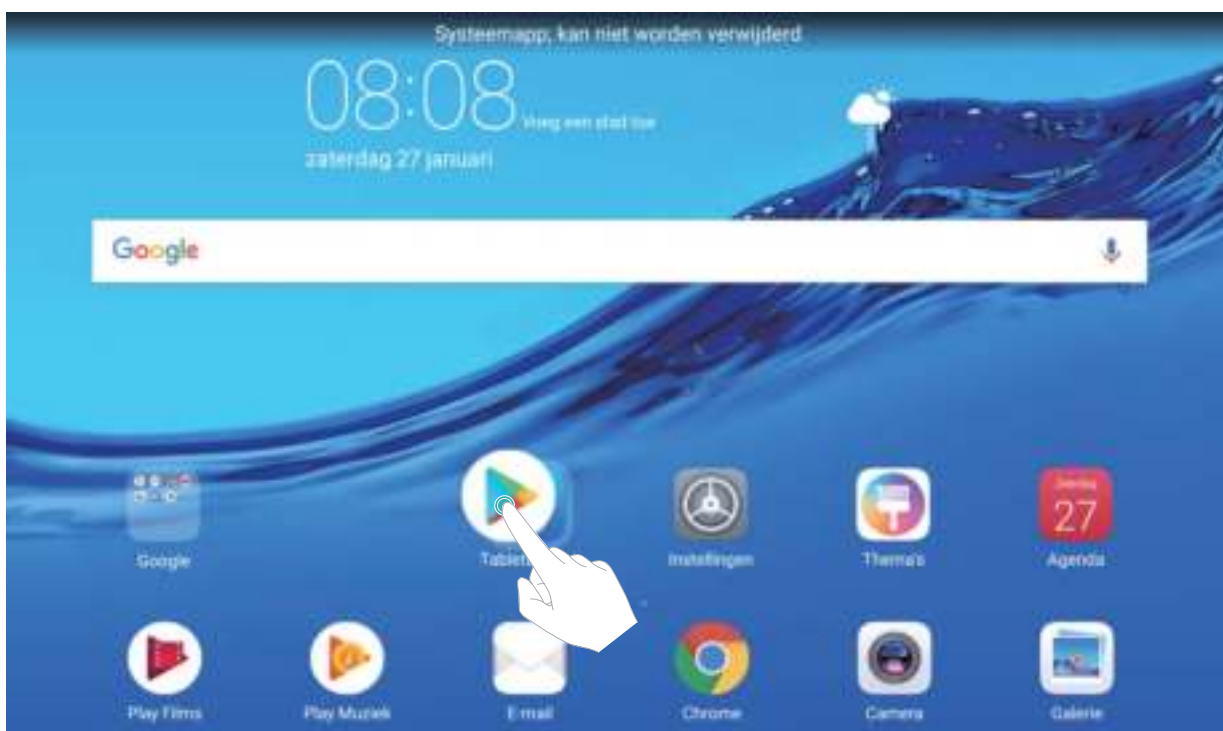 Systeemapp, kan niet worden verwijderd
08:08
Voeg een stad toe
zaterdag 27 januari
Google
27
Google
Instellingen
Thema's
Agenda
Play Films
Play Muziek
E-mail
Chrome
Camera
Galerie